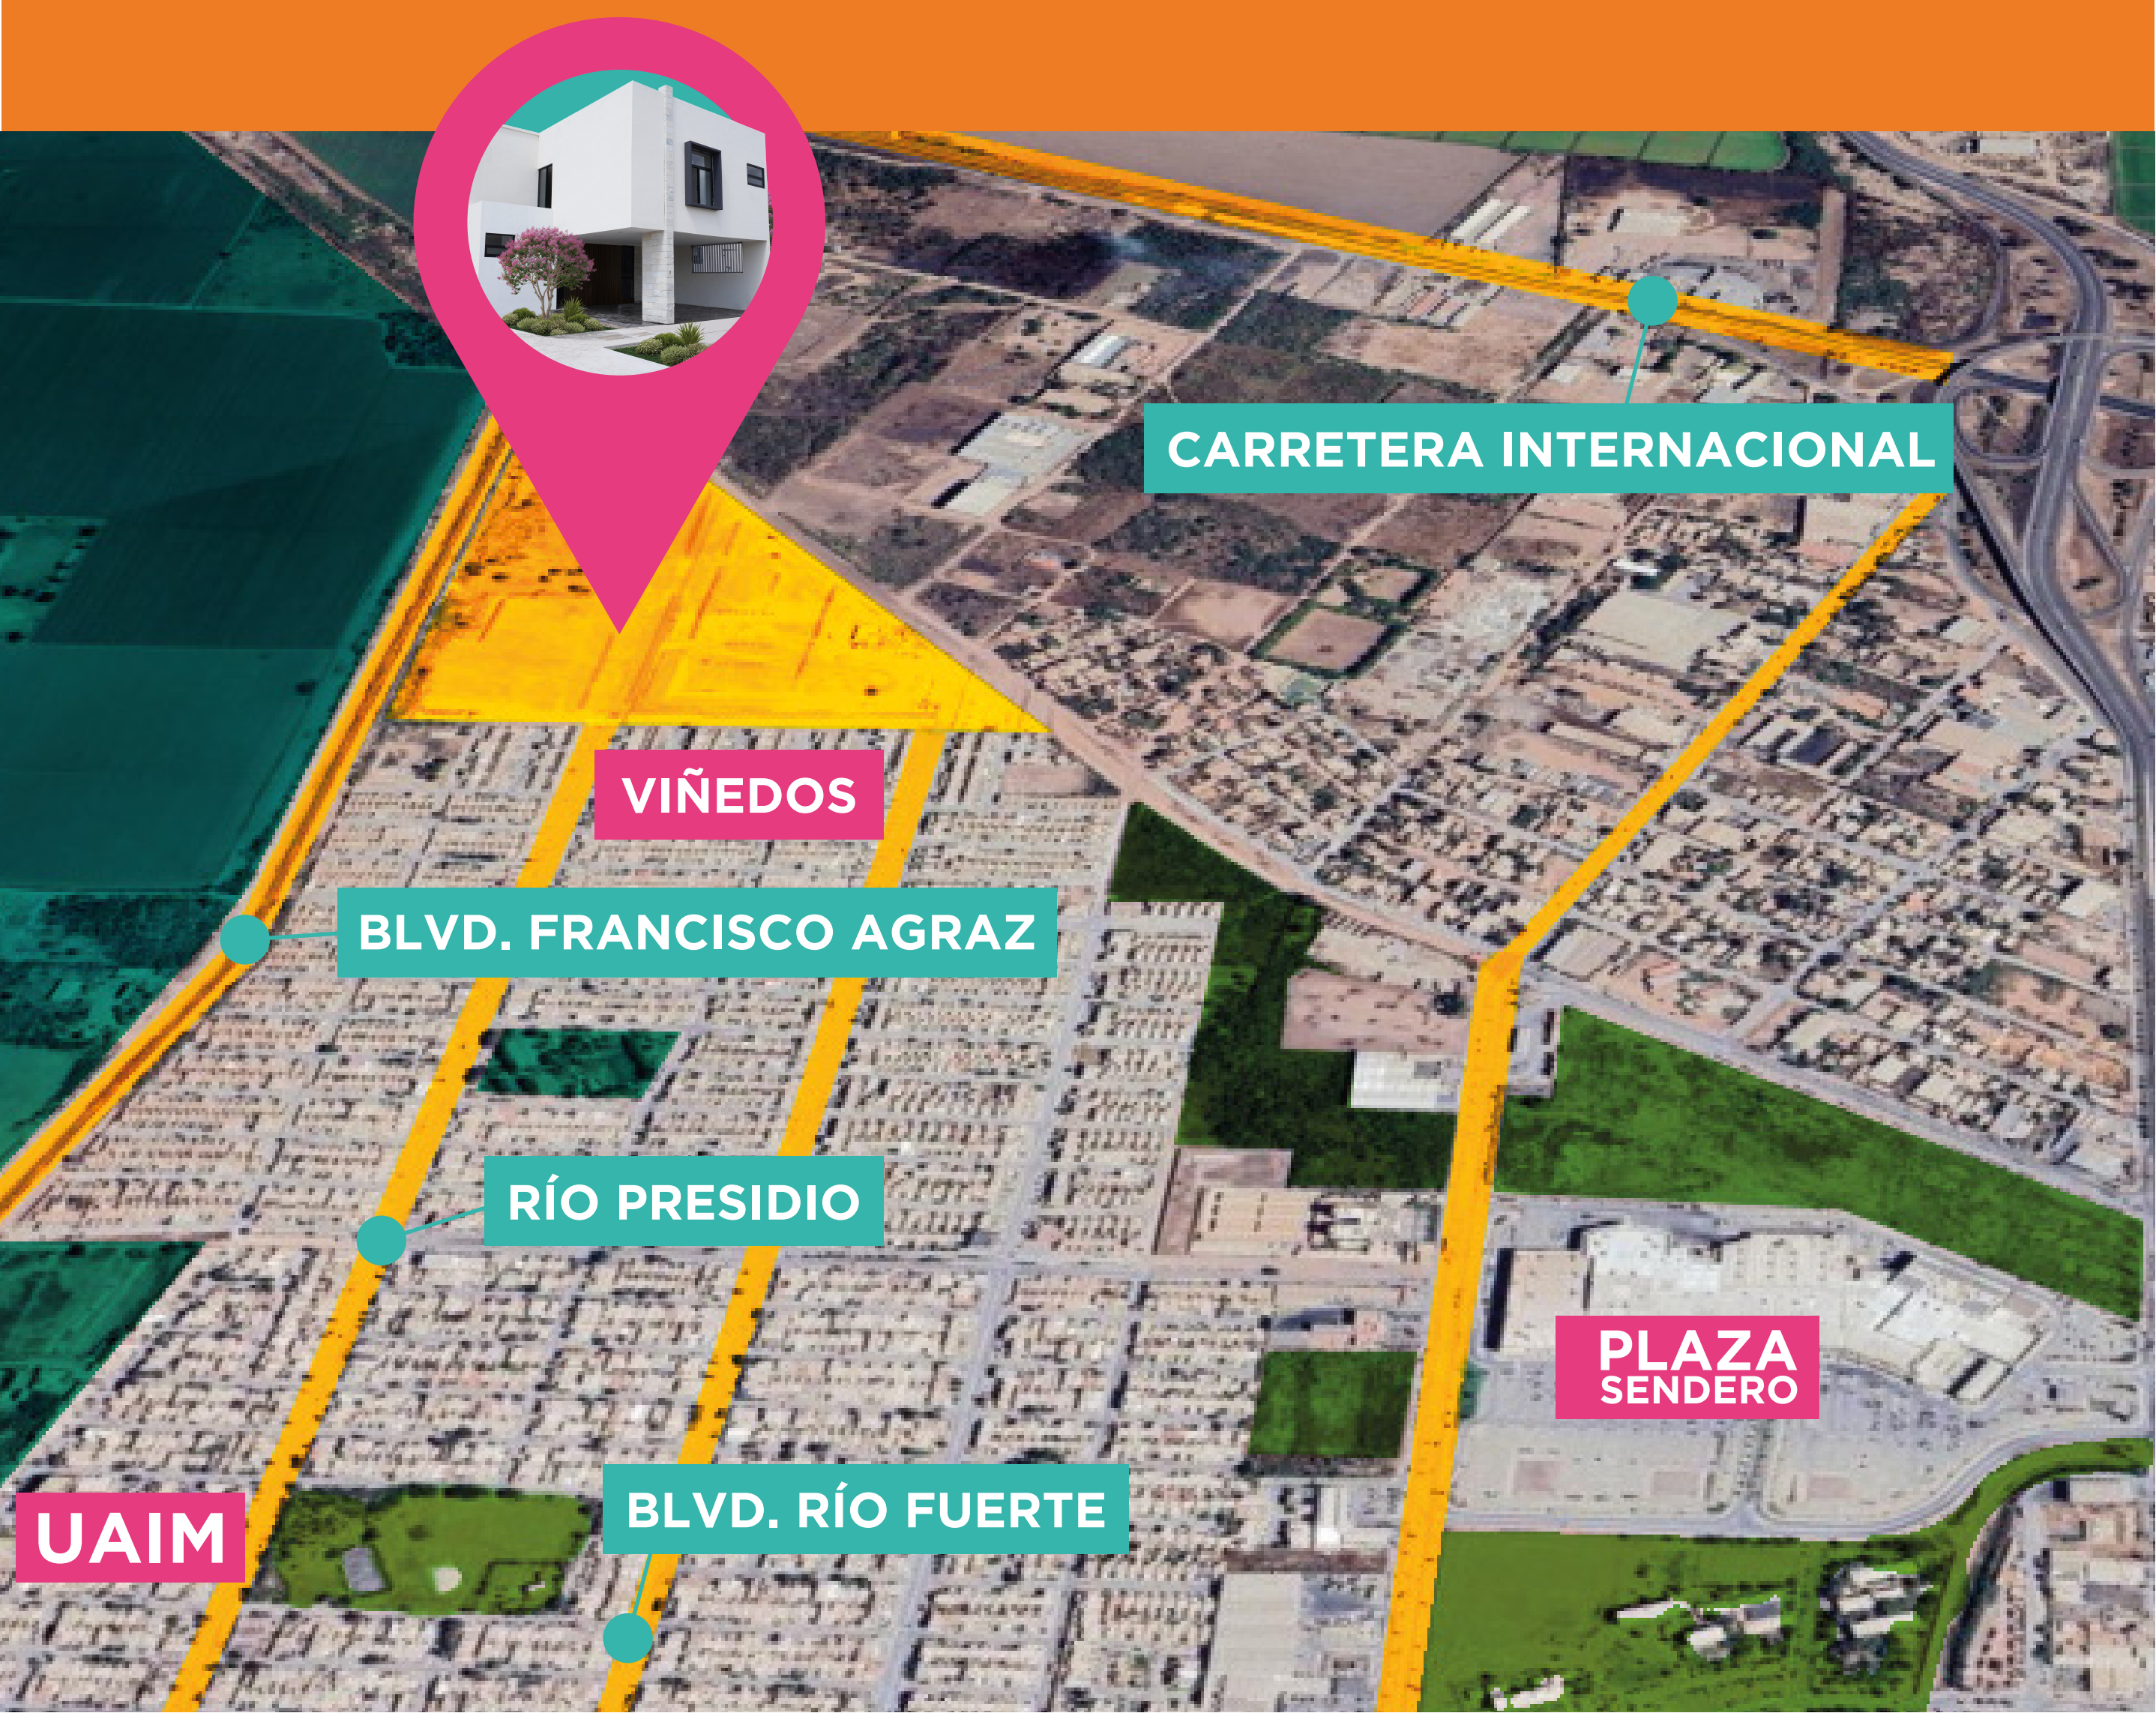 CARRETERA INTERNACIONAL
VIÑEDOS
BLVD. FRANCISCO AGRAZ
RÍO PRESIDIO
PLAZA
SENDERO
BLVD. RÍO FUERTE
UAIM